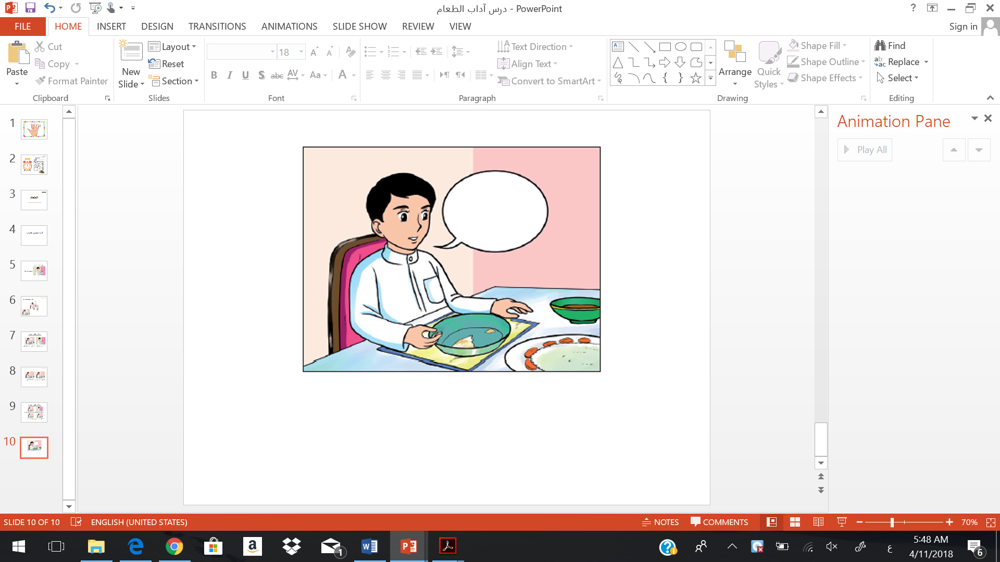 درس آداب الطعام - PowerPoint
FILE HOME INSERT DESIGN TRANSITIONS ANIMATIONS SLIDE SHOW REVIEW VIEW Sign in
Paste
Cut
Copy
Format Painter
Clipboard
New Slide
Layout
Reset
Section
Slides
18
B I U S abc AV Aa A
Font
Text Direction
Align Text
Convert to SmartArt
Paragraph
Arrange
Quick Styles
Shape Fill
Shape Outline
Shape Effects
Drawing
Find
Replace
Select
Editing
1
2
3
4
5
6
7
8
9
10
Animation Pane
Play All
SLIDE 10 OF 10 ENGLISH (UNITED STATES) NOTES COMMENTS 70%
1
ع
5:48 AM
4/11/2018
6